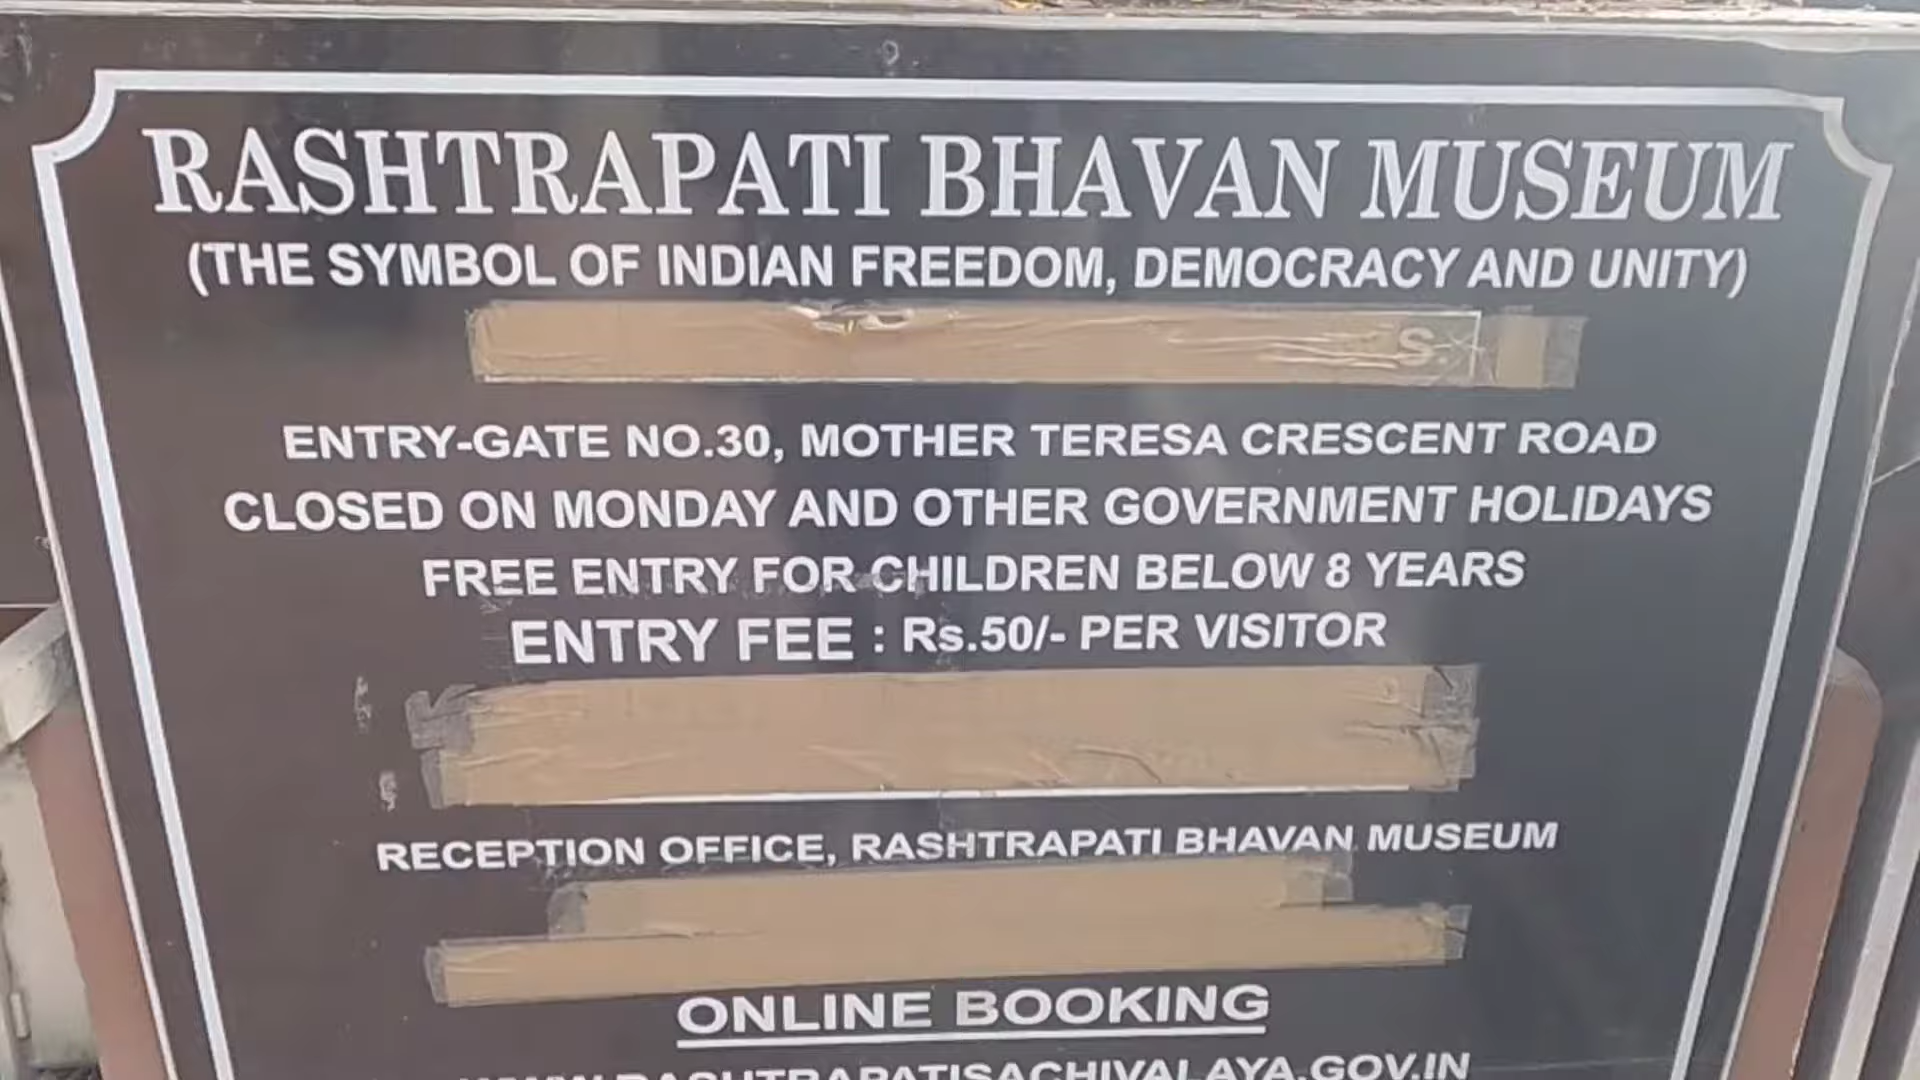 RASHTRAPATI BHAVAN MUSEUM
(THE SYMBOL OF INDIAN FREEDOM, DEMOCRACY AND UNITY)
ENTRY-GATE NO.30, MOTHER TERESA CRESCENT ROAD
CLOSED ON MONDAY AND OTHER GOVERNMENT HOLIDAYS
FREE ENTRY FOR CHILDREN BELOW 8 YEARS
ENTRY FEE : Rs.50/- PER VISITOR
RECEPTION OFFICE, RASHTRAPATI BHAVAN MUSEUM
ONLINE BOOKING
WWW.RASHTRAPATISACHIVALAYA.GOV.IN